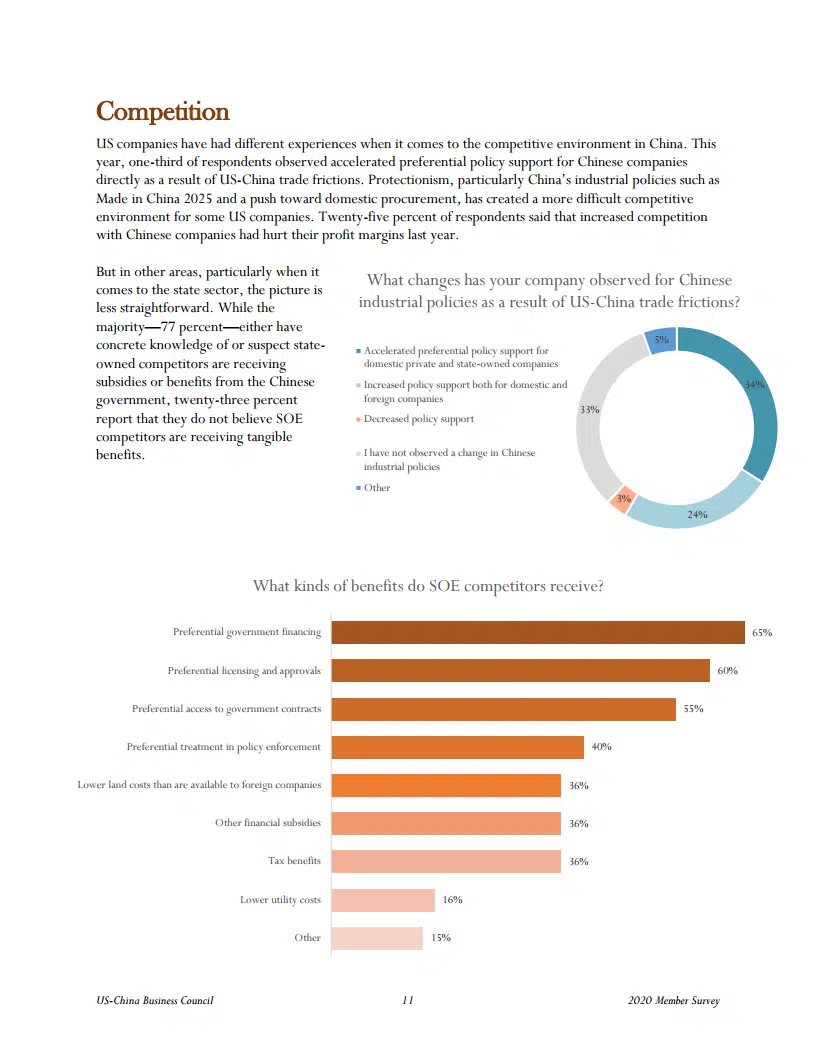 Competition
US companies have had different experiences when it comes to the competitive environment in China. This
year, one-third of respondents observed accelerated preferential policy support for Chinese companies
directly as a result of US-China trade frictions. Protectionism, particularly China's industrial policies such as
Made in China 2025 and a push toward domestic procurement, has created a more difficult competitive
environment for some US companies. Twenty-five percent of respondents said that increased competition
with Chinese companies had hurt their profit margins last year.
But in other areas, particularly when it
comes to the state sector, the picture is
less straightforward. While the
majority—77 percent—either have
concrete knowledge of or suspect state-
owned competitors are receiving
subsidies or benefits from the Chinese
government, twenty-three percent
report that they do not believe SOE
competitors are receiving tangible
benefits.
What changes has your company observed for Chinese
industrial policies as a result of US-China trade frictions?
Accelerated preferential policy support for
domestic private and state-owned companies
Increased policy support both for domestic and
foreign companies
Decreased policy support
I have not observed a change in Chinese
industrial policies
Other
5%
34%
33%
3%
24%
What kinds of benefits do SOE competitors receive?
Preferential government financing 65%
Preferential licensing and approvals 60%
Preferential access to government contracts 55%
Preferential treatment in policy enforcement 40%
Lower land costs than are available to foreign companies 36%
Other financial subsidies 36%
Tax benefits 36%
Lower utility costs 16%
Other 15%
US-China Business Council 11 2020 Member Survey